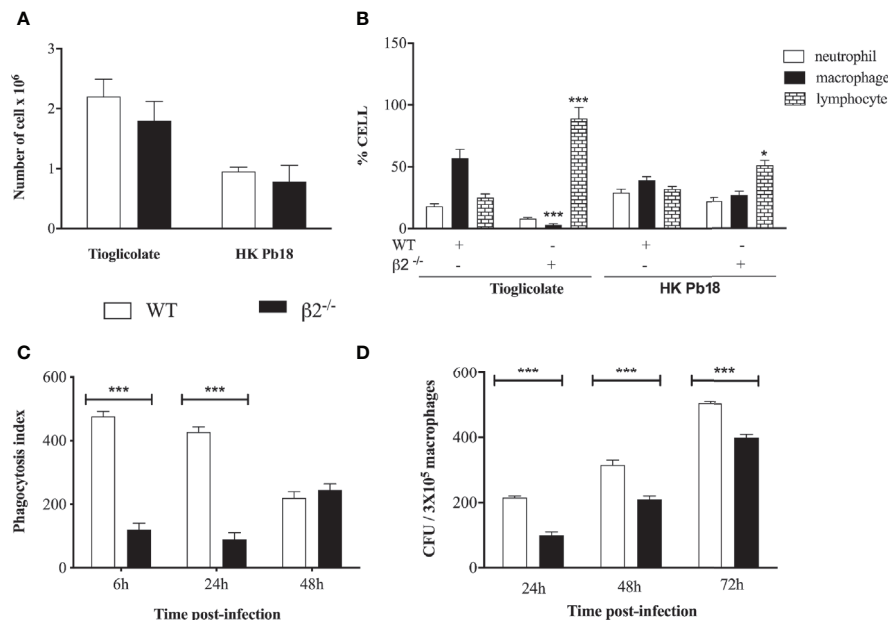 A
Number of cell x 10⁶
3
2
1
0
Tioglicolate
HK Pb18
WT
β2⁻/⁻
B
% CELL
150
100
50
0
neutrophil
macrophage
lymphocyte
***
***
*
WT + - + -
β2 ⁻/⁻ - + - +
Tioglicolate
HK Pb18
C
Phagocytosis index
600
400
200
0
***
***
6h
24h
48h
Time post-infection
D
CFU / 3X10⁵ macrophages
600
400
200
0
***
***
***
24h
48h
72h
Time post-infection